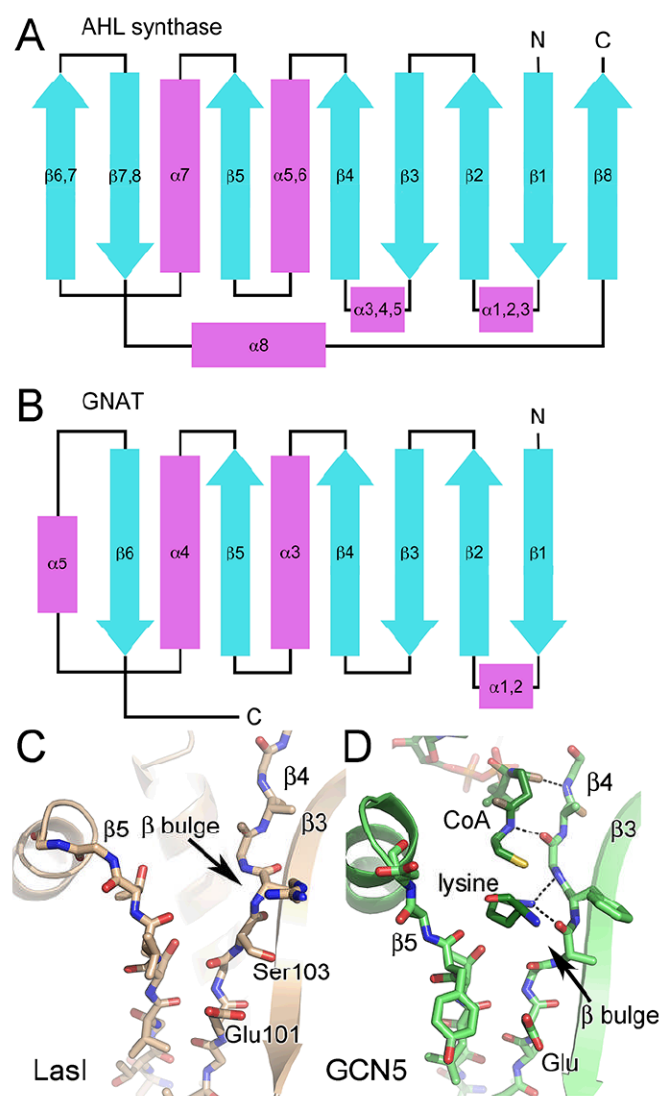 A AHL synthase
N C
β6,7 β7,8 α7 β5 α5,6 β4 β3 β2 β1 β8
α3,4,5 α1,2,3
α8
B GNAT
N
α5 β6 α4 β5 α3 β4 β3 β2 β1
α1,2
C
C
β4
β3
β5
β bulge
Ser103
Glu101
LasI
D
β4
CoA
β3
lysine
β5
β bulge
Glu
GCN5